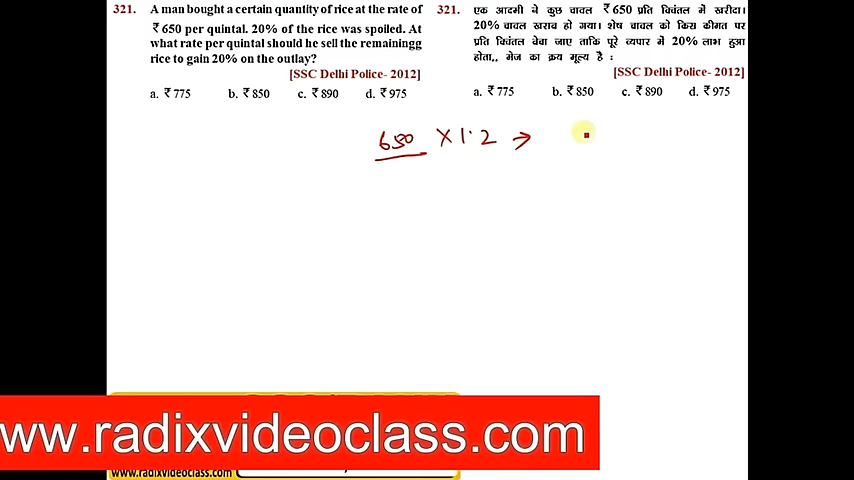 321. A man bought a certain quantity of rice at the rate of
₹ 650 per quintal. 20% of the rice was spoiled. At
what rate per quintal should he sell the remainingg
rice to gain 20% on the outlay?
[SSC Delhi Police- 2012]
a. ₹ 775 b. ₹ 850 c. ₹ 890 d. ₹ 975
321. एक आदमी ने कुछ चावल ₹ 650 प्रति क्विंतल में खरीदा।
20% चावल खराब हो गया। शेष चावल को किस कीमत पर
प्रति क्विंतल बेचा जाए ताकि पूरे व्यपार में 20% लाभ हुआ
होता,, मेज का क्रय मूल्य है :
[SSC Delhi Police- 2012]
a. ₹ 775 b. ₹ 850 c. ₹ 890 d. ₹ 975
650 × 1.2 →
ww.radixvideoclass.com
www.radixvideoclass.com